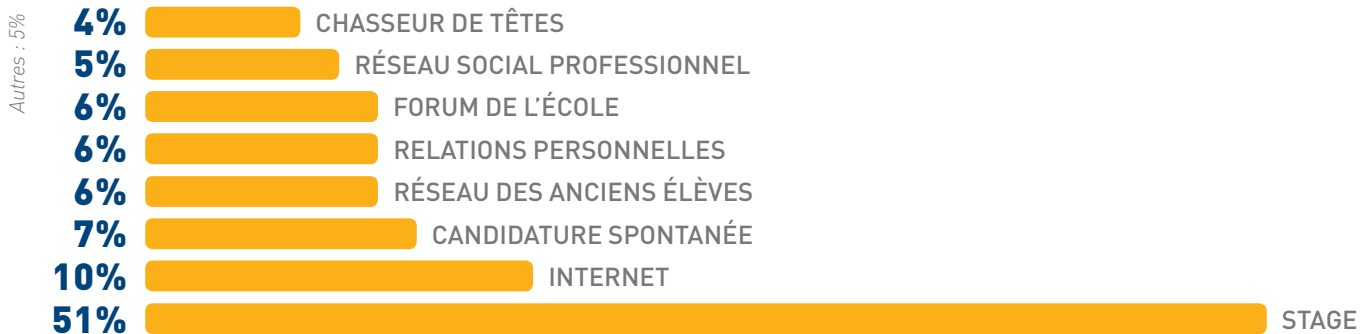 Autres : 5%
4% CHASSEUR DE TÊTES
5% RÉSEAU SOCIAL PROFESSIONNEL
6% FORUM DE L'ÉCOLE
6% RELATIONS PERSONNELLES
6% RÉSEAU DES ANCIENS ÉLÈVES
7% CANDIDATURE SPONTANÉE
10% INTERNET
51% STAGE